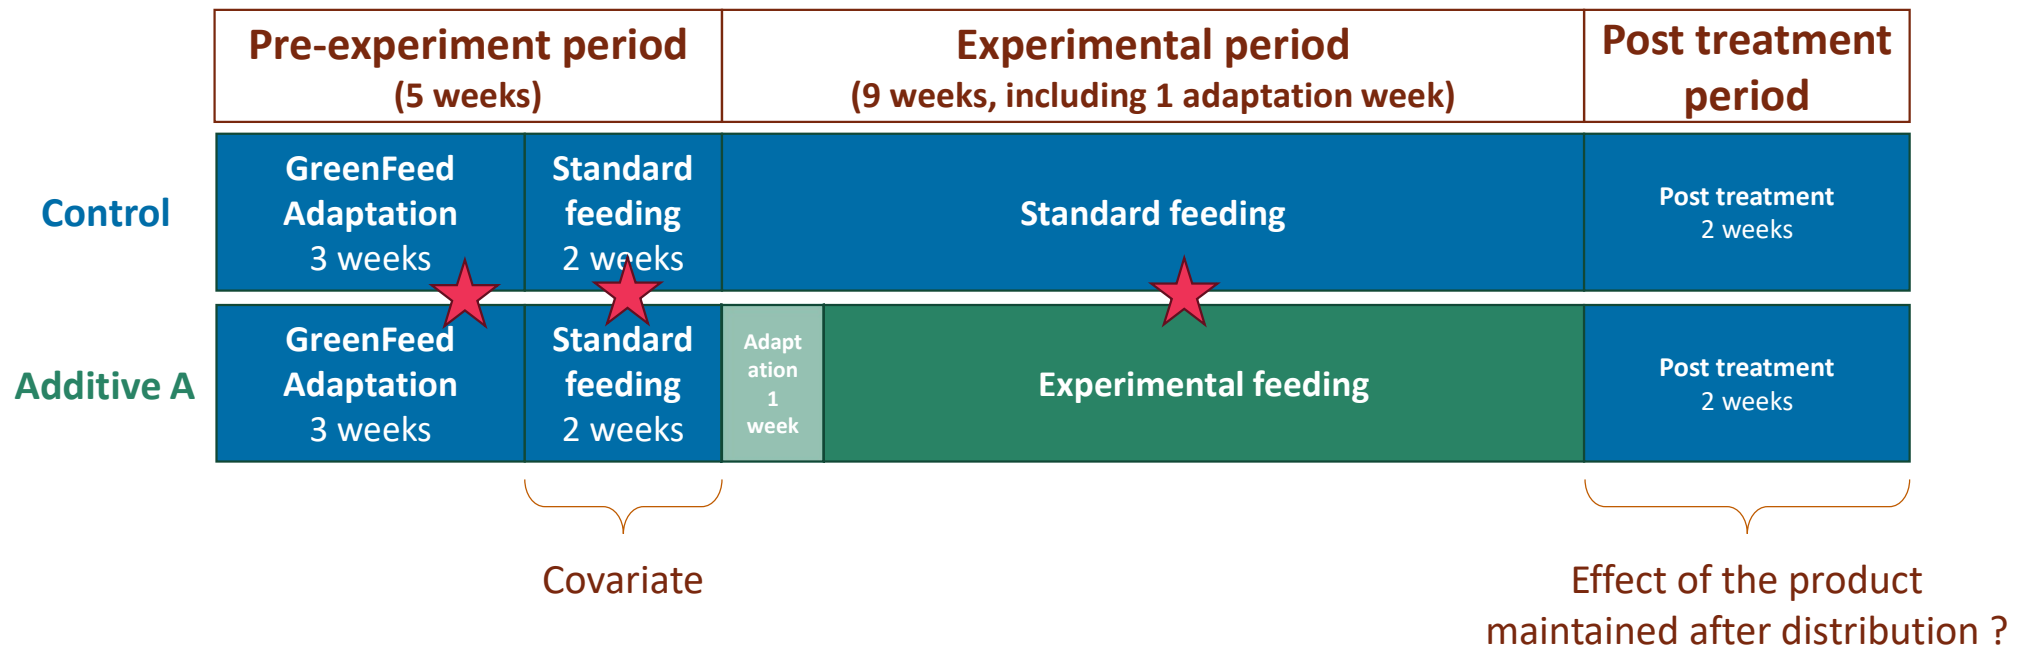 Pre-experiment period
(5 weeks)
Experimental period
(9 weeks, including 1 adaptation week)
Post treatment
period
Control
GreenFeed
Adaptation
3 weeks
Standard
feeding
2 weeks
Standard feeding
Post treatment
2 weeks
Additive A
GreenFeed
Adaptation
3 weeks
Standard
feeding
2 weeks
Adapt
ation
1
week
Experimental feeding
Post treatment
2 weeks
Covariate
Effect of the product
maintained after distribution ?